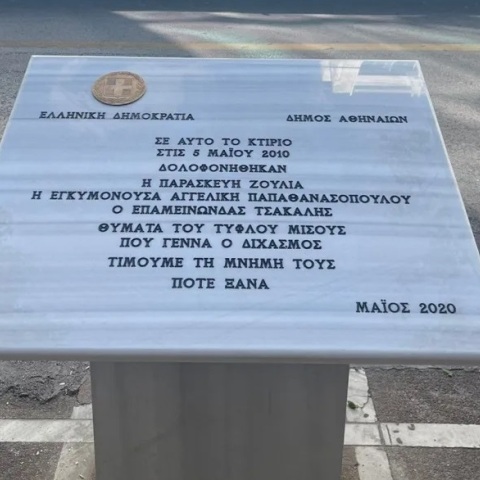 ΕΛΛΗΝΙΚΗ ΔΗΜΟΚΡΑΤΙΑ
ΔΗΜΟΣ ΑΘΗΝΑΙΩΝ
ΣΕ ΑΥΤΟ ΤΟ ΚΤΙΡΙΟ
ΣΤΙΣ 5 ΜΑΪΟΥ 2010
ΔΟΛΟΦΟΝΗΘΗΚΑΝ
Η ΠΑΡΑΣΚΕΥΗ ΖΟΥΛΙΑ
Η ΕΓΚΥΜΟΝΟΥΣΑ ΑΓΓΕΛΙΚΗ ΠΑΠΑΘΑΝΑΣΟΠΟΥΛΟΥ
Ο ΕΠΑΜΕΙΝΩΝΔΑΣ ΤΣΑΚΑΛΗΣ
ΘΥΜΑΤΑ ΤΟΥ ΤΥΦΛΟΥ ΜΙΣΟΥΣ
ΠΟΥ ΓΕΝΝΑ Ο ΔΙΧΑΣΜΟΣ
ΤΙΜΟΥΜΕ ΤΗ ΜΝΗΜΗ ΤΟΥΣ
ΠΟΤΕ ΞΑΝΑ
ΜΑΪΟΣ 2020